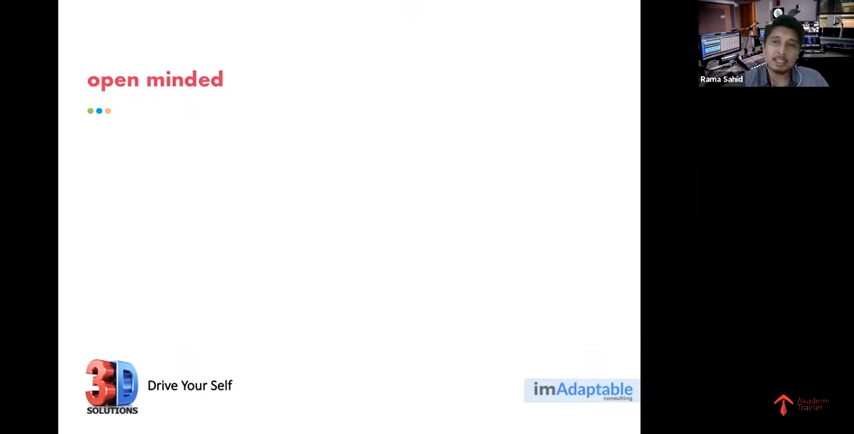 open minded
Rama Sahid
3D
SOLUTIONS
Drive Your Self
imAdaptable
consulting
Akademi
Trainer